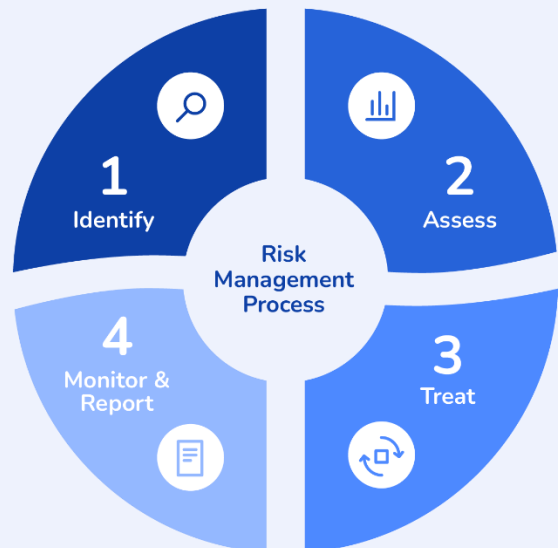 1
Identify
2
Assess
Risk
Management
Process
3
Treat
4
Monitor &
Report